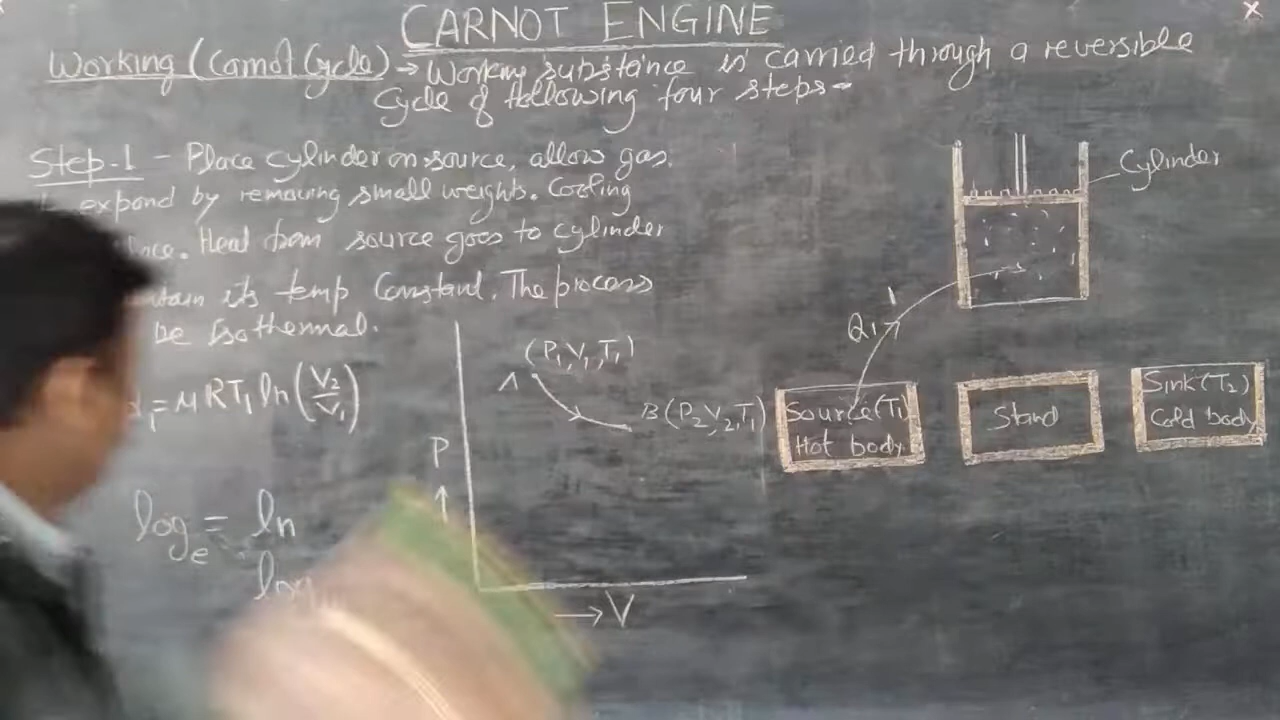 CARNOT ENGINE
Working (Carnot Cycle) → Working substance is carried through a reversible
Cycle of following four steps-
Step-1 - Place cylinder on source, allow gas.
expand by removing small weights. Cooling
Heat from source goes to cylinder
its temp Constant. The process
be Isothermal.
= μRT₁ ln(V₂/V₁)
logₑ = ln
P
V
A
(P₁,V₁,T₁)
B(P₂,V₂,T₁)
Cylinder
Q₁
Source(T₁)
Hot body
Stand
Sink(T₂)
Cold body